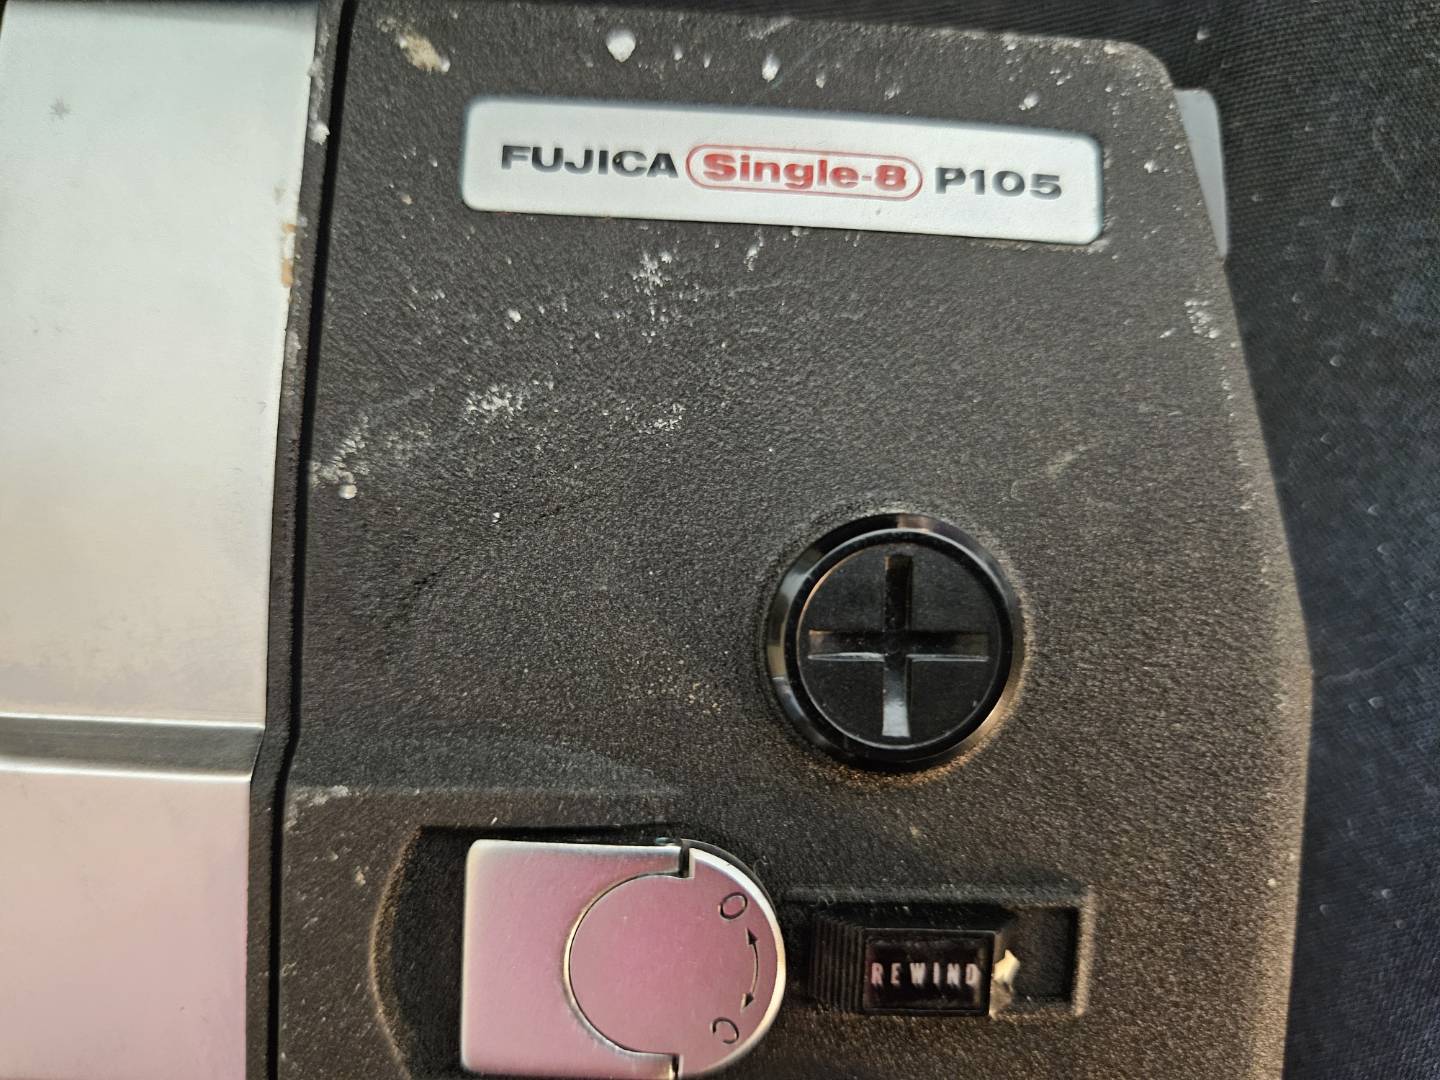 FUJICA Single-8 P105
O
REWIND
C